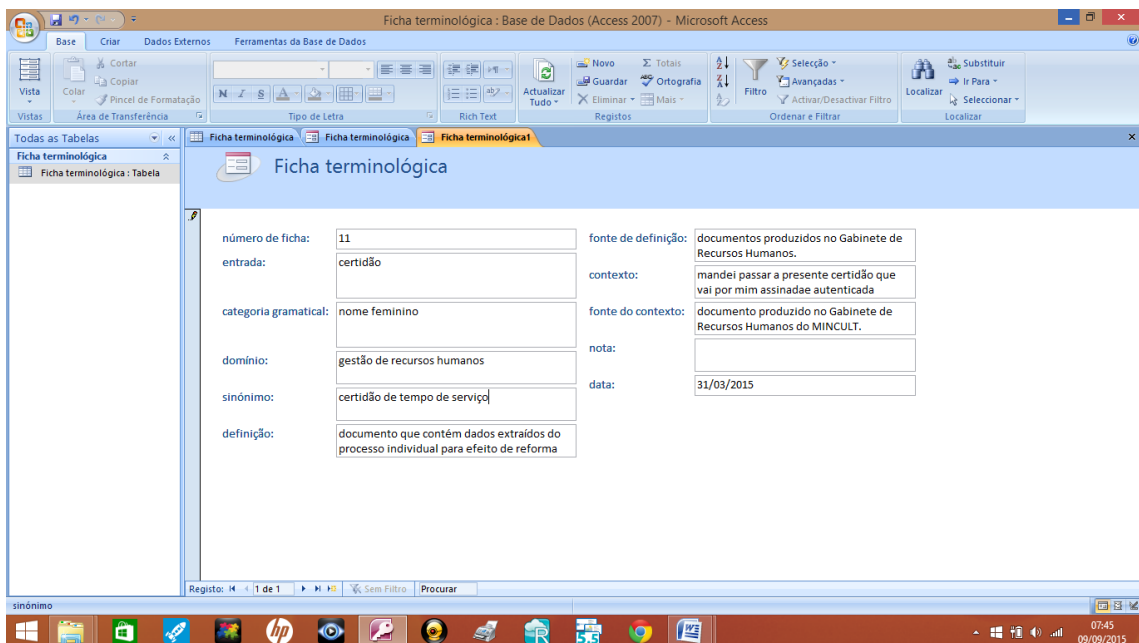 Ficha terminológica : Base de Dados (Access 2007) - Microsoft Access
Base Criar Dados Externos Ferramentas da Base de Dados
Vista
Vistas
Colar
Cortar
Copiar
Pincel de Formatação
Área de Transferência
N I S A
Tipo de Letra
Rich Text
Actualizar
Tudo
Novo
Guardar
Eliminar
Σ Totais
Ortografia
Mais
Registos
Filtro
Selecção
Avançadas
Activar/Desactivar Filtro
Ordenar e Filtrar
Localizar
Substituir
Ir Para
Seleccionar
Localizar
Todas as Tabelas
Ficha terminológica
Ficha terminológica : Tabela
Ficha terminológica Ficha terminológica Ficha terminológica1
Ficha terminológica
número de ficha: 11
entrada: certidão
categoria gramatical: nome feminino
domínio: gestão de recursos humanos
sinónimo: certidão de tempo de serviço
definição: documento que contém dados extraídos do
processo individual para efeito de reforma
fonte de definição: documentos produzidos no Gabinete de
Recursos Humanos.
contexto: mandei passar a presente certidão que
vai por mim assinadae autenticada
fonte do contexto: documento produzido no Gabinete de
Recursos Humanos do MINCULT.
nota:
data: 31/03/2015
Registo: 1 de 1 Sem Filtro Procurar
sinónimo
07:45
09/09/2015